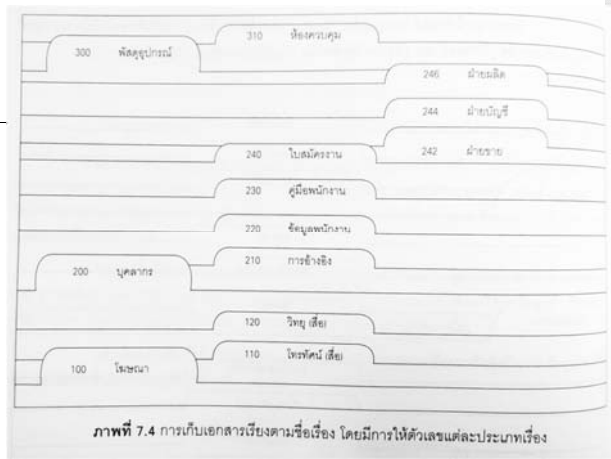 310 ห้องควบคุม
300 พัสดุอุปกรณ์
246 ฝ่ายผลิต
244 ฝ่ายบัญชี
242 ฝ่ายขาย
240 ใบสมัครงาน
230 คู่มือพนักงาน
220 ข้อมูลพนักงาน
210 การอ้างอิง
200 บุคลากร
120 วิทยุ (สื่อ)
110 โทรทัศน์ (สื่อ)
100 โฆษณา
ภาพที่ 7.4 การเก็บเอกสารเรียงตามชื่อเรื่อง โดยมีการให้ตัวเลขแต่ละประเภทเรื่อง